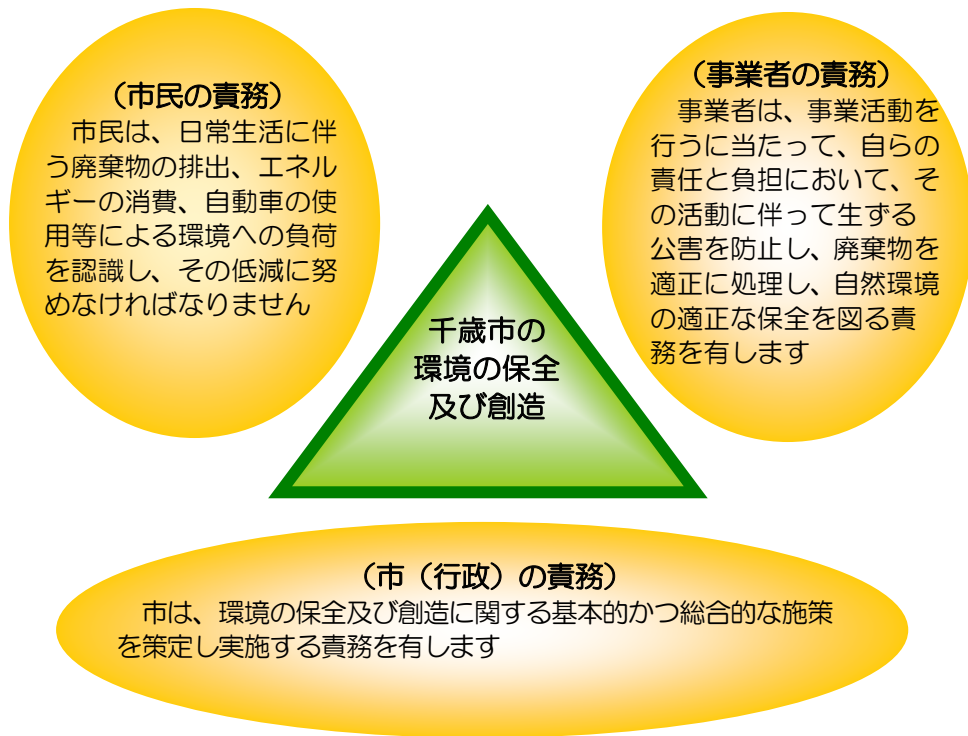 （市民の責務）
市民は、日常生活に伴
う廃棄物の排出、エネル
ギーの消費、自動車の使
用等による環境への負荷
を認識し、その低減に努
めなければなりません
（事業者の責務）
事業者は、事業活動を
行うに当たって、自らの
責任と負担において、そ
の活動に伴って生ずる
公害を防止し、廃棄物を
適正に処理し、自然環境
の適正な保全を図る責
務を有します
千歳市の
環境の保全
及び創造
（市（行政）の責務）
市は、環境の保全及び創造に関する基本的かつ総合的な施策
を策定し実施する責務を有します